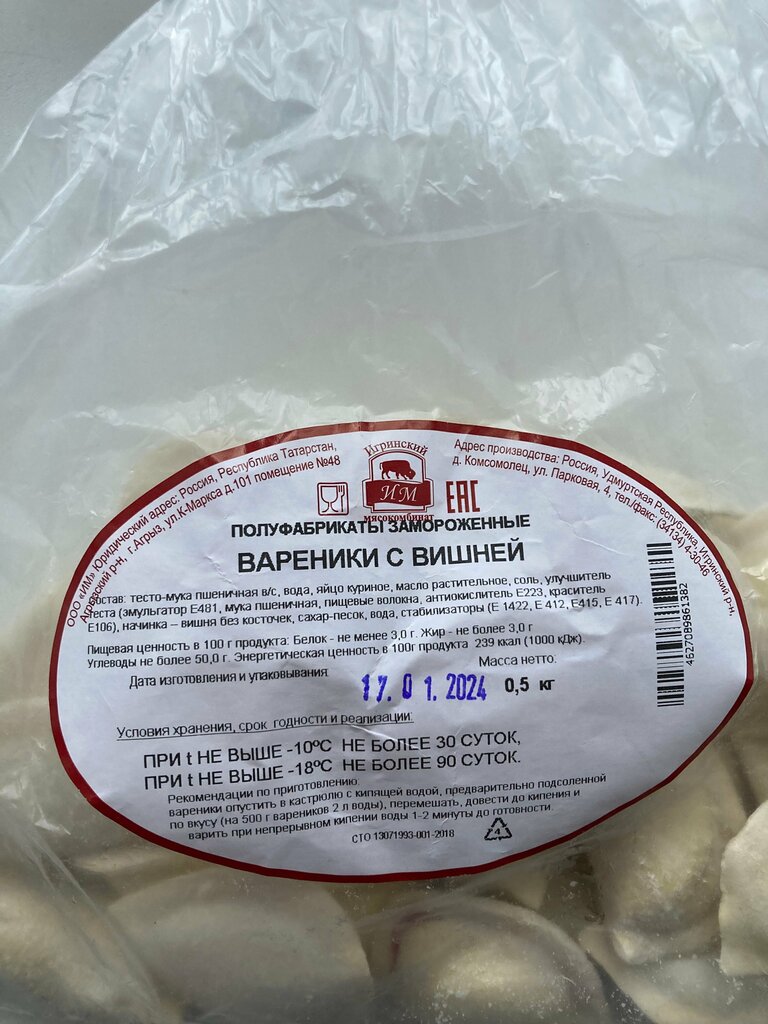 ООО «ИМ» Юридический адрес: Россия, Республика Татарстан,
Агрызский р-н, г.Агрыз, ул.К-Маркса д.101 помещение №48
Игринский
ИМ
мясокомбинат
EAC
Адрес производства: Россия, Удмуртская Республика, Игринский р-н,
д. Комсомолец, ул. Парковая, 4, тел./факс: (34134) 4-30-46
ПОЛУФАБРИКАТЫ ЗАМОРОЖЕННЫЕ
ВАРЕНИКИ С ВИШНЕЙ
Состав: тесто-мука пшеничная в/с, вода, яйцо куриное, масло растительное, соль, улучшитель
теста (эмульгатор Е481, мука пшеничная, пищевые волокна, антиокислитель Е223, краситель
Е106), начинка – вишня без косточек, сахар-песок, вода, стабилизаторы (Е 1422, Е 412, Е415, Е 417).
Пищевая ценность в 100 г продукта: Белок - не менее 3,0 г. Жир - не более 3,0 г
Углеводы не более 50,0 г. Энергетическая ценность в 100г продукта 239 ккал (1000 кДж).
Дата изготовления и упаковывания
17.01.2024
Масса нетто:
0,5 кг
4627089861382
Условия хранения, срок годности и реализации:
ПРИ t НЕ ВЫШЕ -10ºС НЕ БОЛЕЕ 30 СУТОК,
ПРИ t НЕ ВЫШЕ -18ºС НЕ БОЛЕЕ 90 СУТОК.
Рекомендации по приготовлению:
вареники опустить в кастрюлю с кипящей водой, предварительно подсоленной
по вкусу (на 500 г вареников 2 л воды), перемешать, довести до кипения и
варить при непрерывном кипении воды 1-2 минуты до готовности.
СТО 13071993-001-2018
4